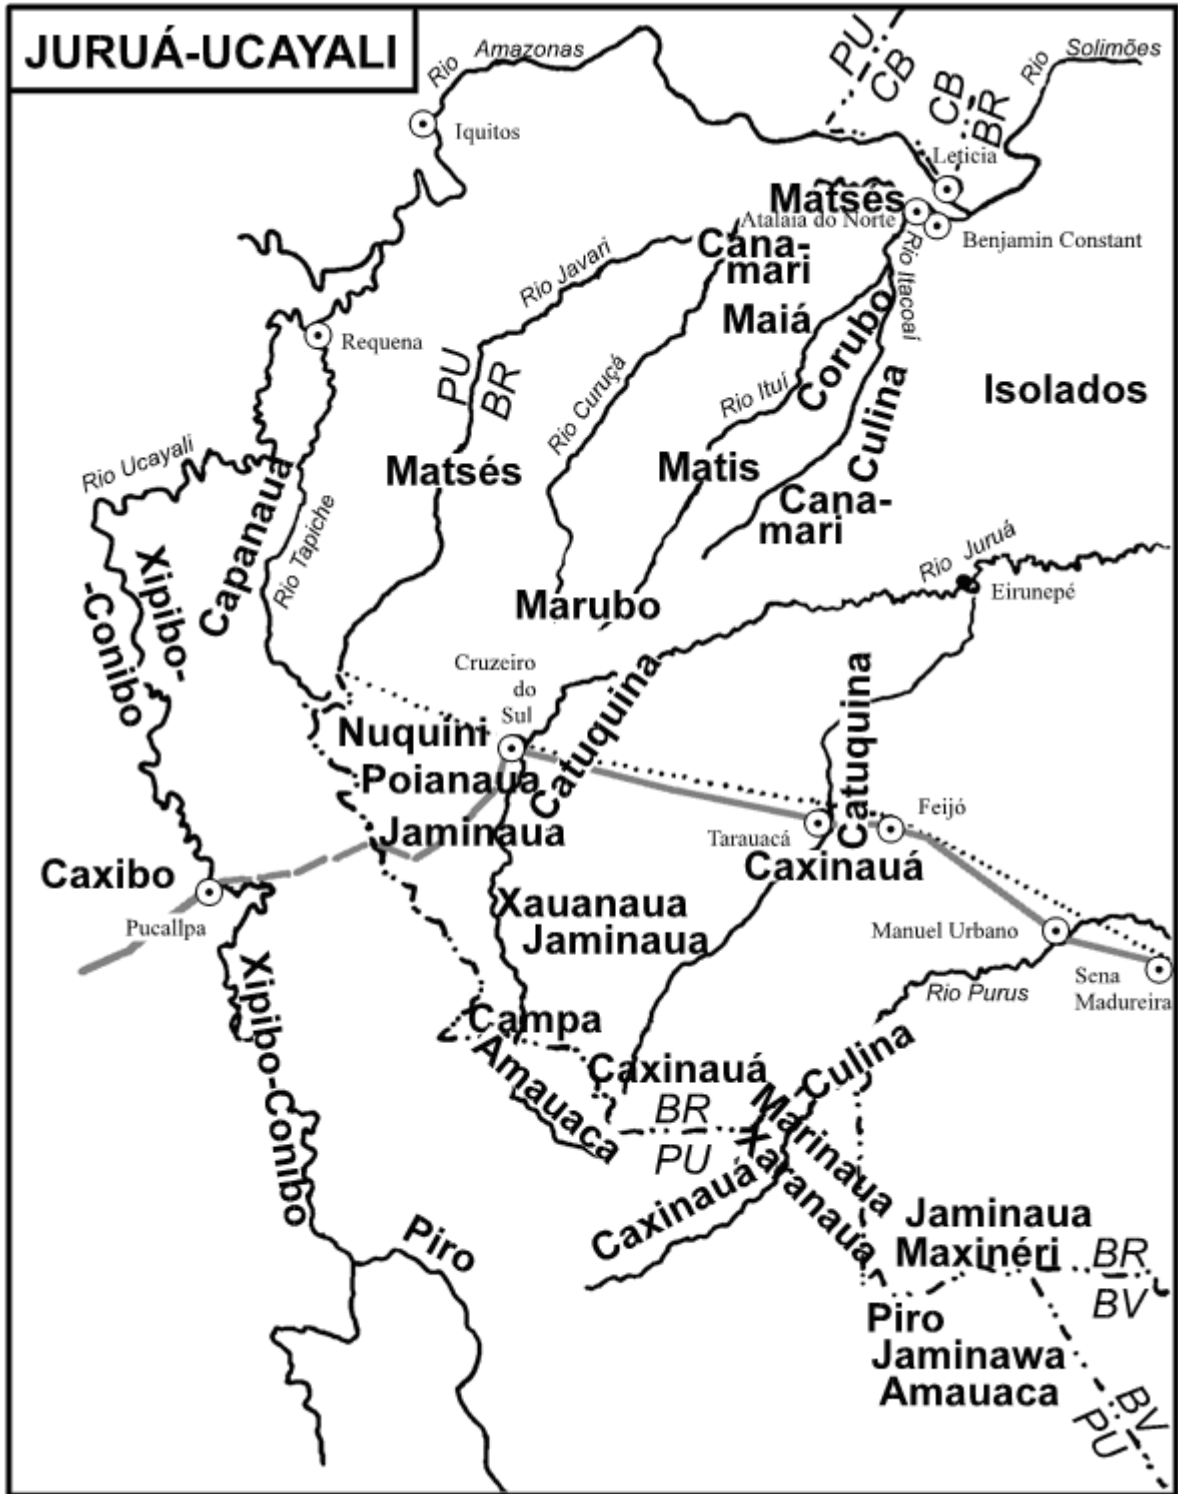 JURUÁ-UCAYALI
Rio Amazonas
PU
CB
CB
BR
Rio Solimões
Iquitos
Leticia
Matsés
Atalaia do Norte
Benjamin Constant
Cana-
mari
Rio Javari
Rio Itacoaí
Maiá
Corubo
Requena
PU
BR
Rio Curuçá
Rio Ituí
Culina
Isolados
Rio Ucayali
Capanauá
Matsés
Matis
Cana-
mari
Rio Tapiche
Xipibo-
-Conibo
Rio Juruá
Eirunepé
Marubo
Cruzeiro
do
Sul
Catuquina
Catuquina
Nuquini
Poianaua
Jaminaua
Feijó
Tarauacá
Caxinauá
Caxibo
Pucallpa
Xauanaua
Jaminaua
Manuel Urbano
Sena
Madureira
Rio Purus
Xipibo-Conibo
Campa
Amauaca
Caxinauá
Culina
BR
PU
Marinaua
Xaranaua
Caxinauá
Piro
Jaminaua
Maxinéri
BR
BV
Piro
Jaminawa
Amauaca
BV
PU